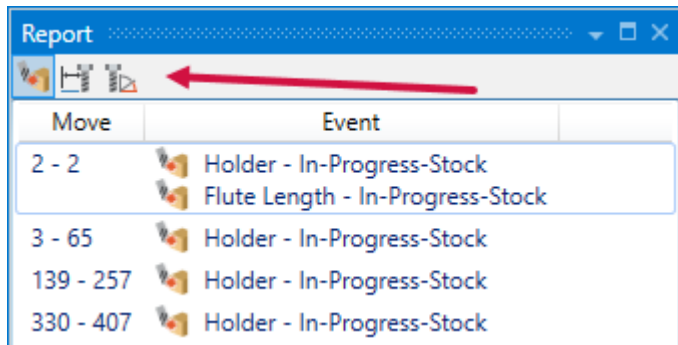 Report
Move Event
2 - 2 Holder - In-Progress-Stock
Flute Length - In-Progress-Stock
3 - 65 Holder - In-Progress-Stock
139 - 257 Holder - In-Progress-Stock
330 - 407 Holder - In-Progress-Stock